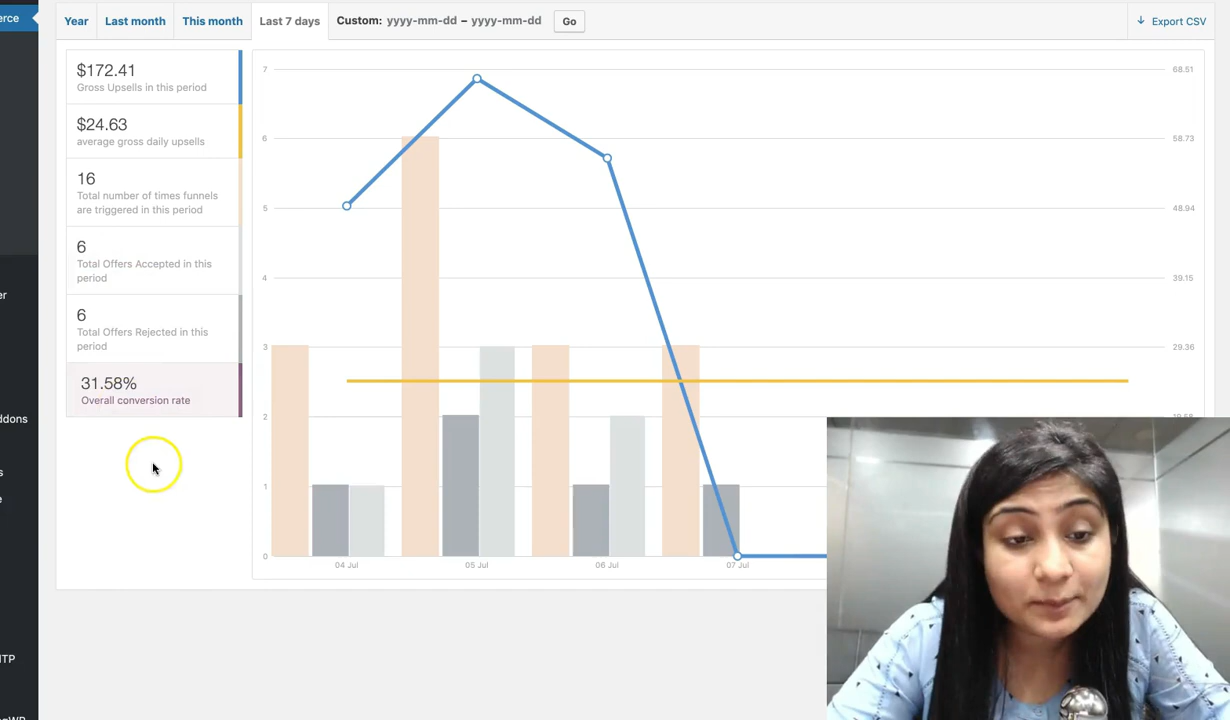 erce
Year
Last month
This month
Last 7 days
Custom: yyyy-mm-dd – yyyy-mm-dd
Go
Export CSV
$172.41
Gross Upsells in this period
$24.63
average gross daily upsells
16
Total number of times funnels
are triggered in this period
6
Total Offers Accepted in this
period
6
Total Offers Rejected in this
period
31.58%
Overall conversion rate
7
6
5
4
3
2
1
0
68.51
58.73
48.94
39.15
29.36
04 Jul
05 Jul
06 Jul
07 Jul
er
ddons
s
e
ITP